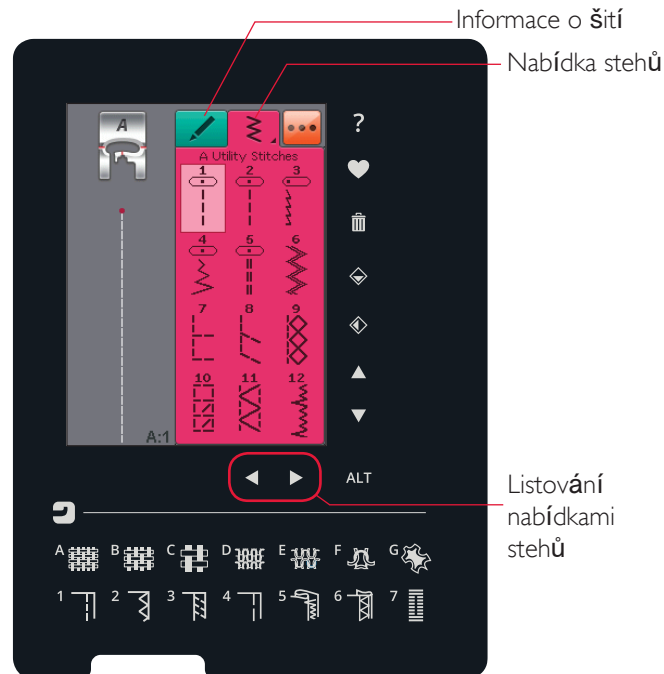 Informace o šití
Nabídka stehů
A
?
A Utility Stitches
1 2 3
4 5 6
7 8 9
10 11 12
A:1
ALT
Listování
nabídkami
stehů
A B C D E F G
1 2 3 4 5 6 7